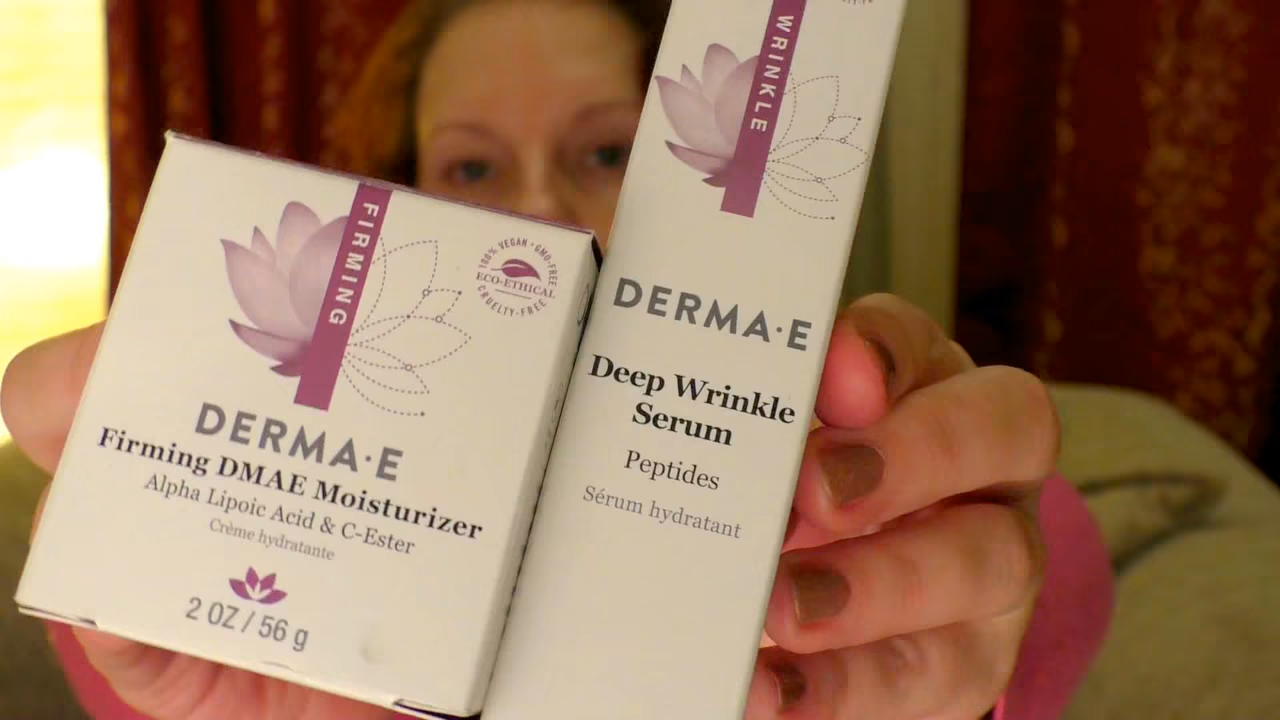 FIRMING
100% VEGAN • GMO-FREE
ECO-ETHICAL
CRUELTY-FREE
DERMA·E
Firming DMAE Moisturizer
Alpha Lipoic Acid & C-Ester
Crème hydratante
2 OZ / 56 g
WRINKLE
DERMA·E
Deep Wrinkle
Serum
Peptides
Sérum hydratant